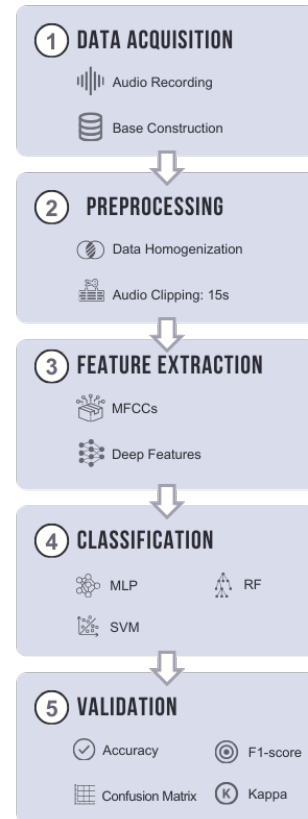 1 DATA ACQUISITION
Audio Recording
Base Construction
2 PREPROCESSING
Data Homogenization
Audio Clipping: 15s
3 FEATURE EXTRACTION
MFCCs
Deep Features
4 CLASSIFICATION
MLP RF
SVM
5 VALIDATION
Accuracy F1-score
Confusion Matrix K Kappa